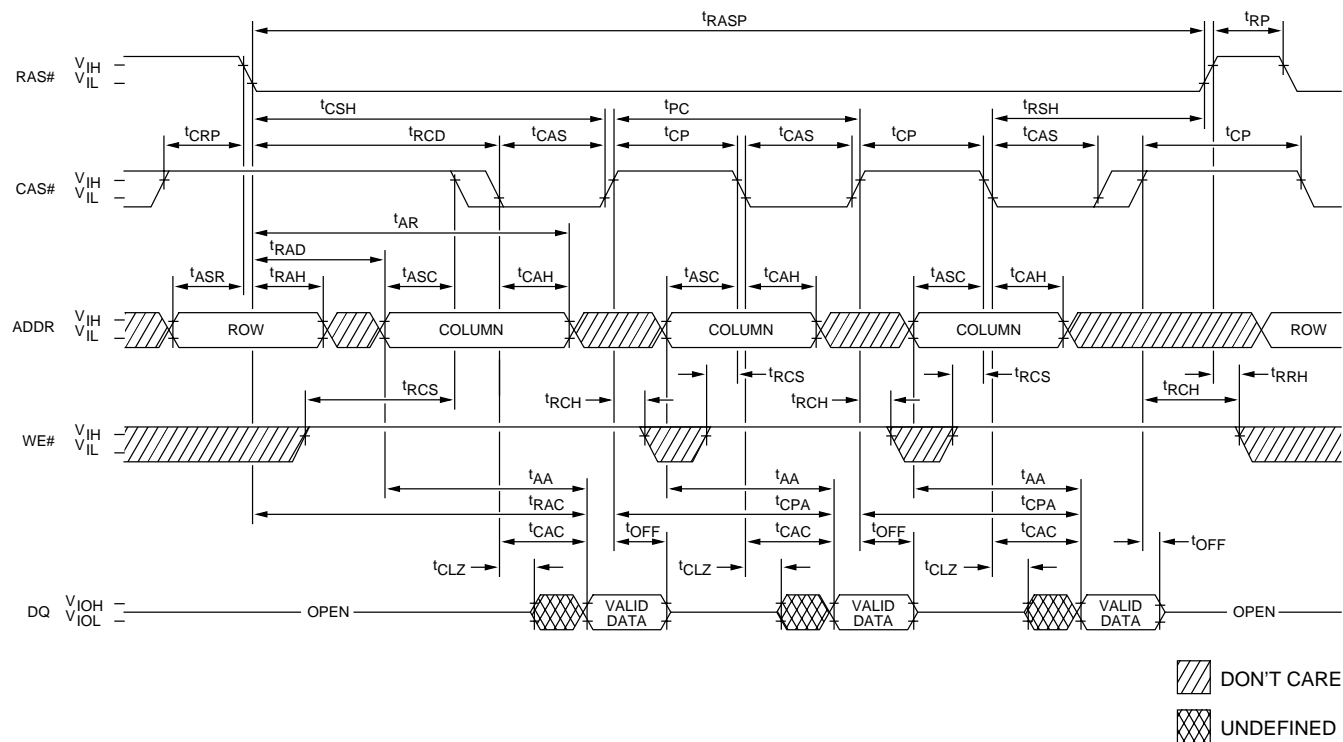 tRASP tRP
RAS# VIH
VIL
tCSH tPC tRSH
tCRP tRCD tCAS tCP tCAS tCP tCAS tCP
CAS# VIH
VIL
tAR
tRAD
tASR tRAH tASC tCAH tASC tCAH tASC tCAH
ADDR VIH
VIL
ROW COLUMN COLUMN COLUMN ROW
tRCS tRCS tRCS tRRH
tRCH tRCH tRCH
WE# VIH
VIL
tAA tAA tAA
tRAC tCPA tCPA
tCAC tOFF tCAC tOFF tCAC tOFF
tCLZ tCLZ tCLZ
DQ VIOH
VIOL
OPEN VALID DATA VALID DATA VALID DATA OPEN
DON'T CARE
UNDEFINED